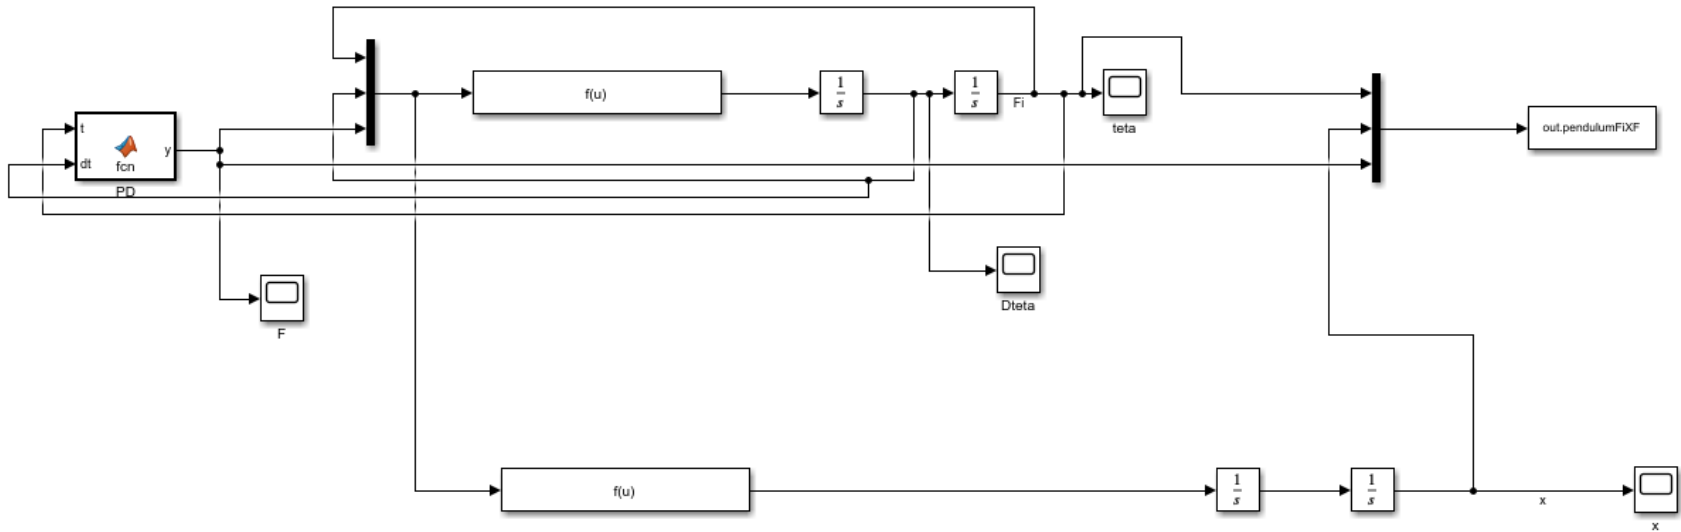 t
dt
y
fcn
PD
f(u)
1
s
1
s
Fi
teta
out.pendulumFiXF
Dteta
F
f(u)
1
s
1
s
x
x